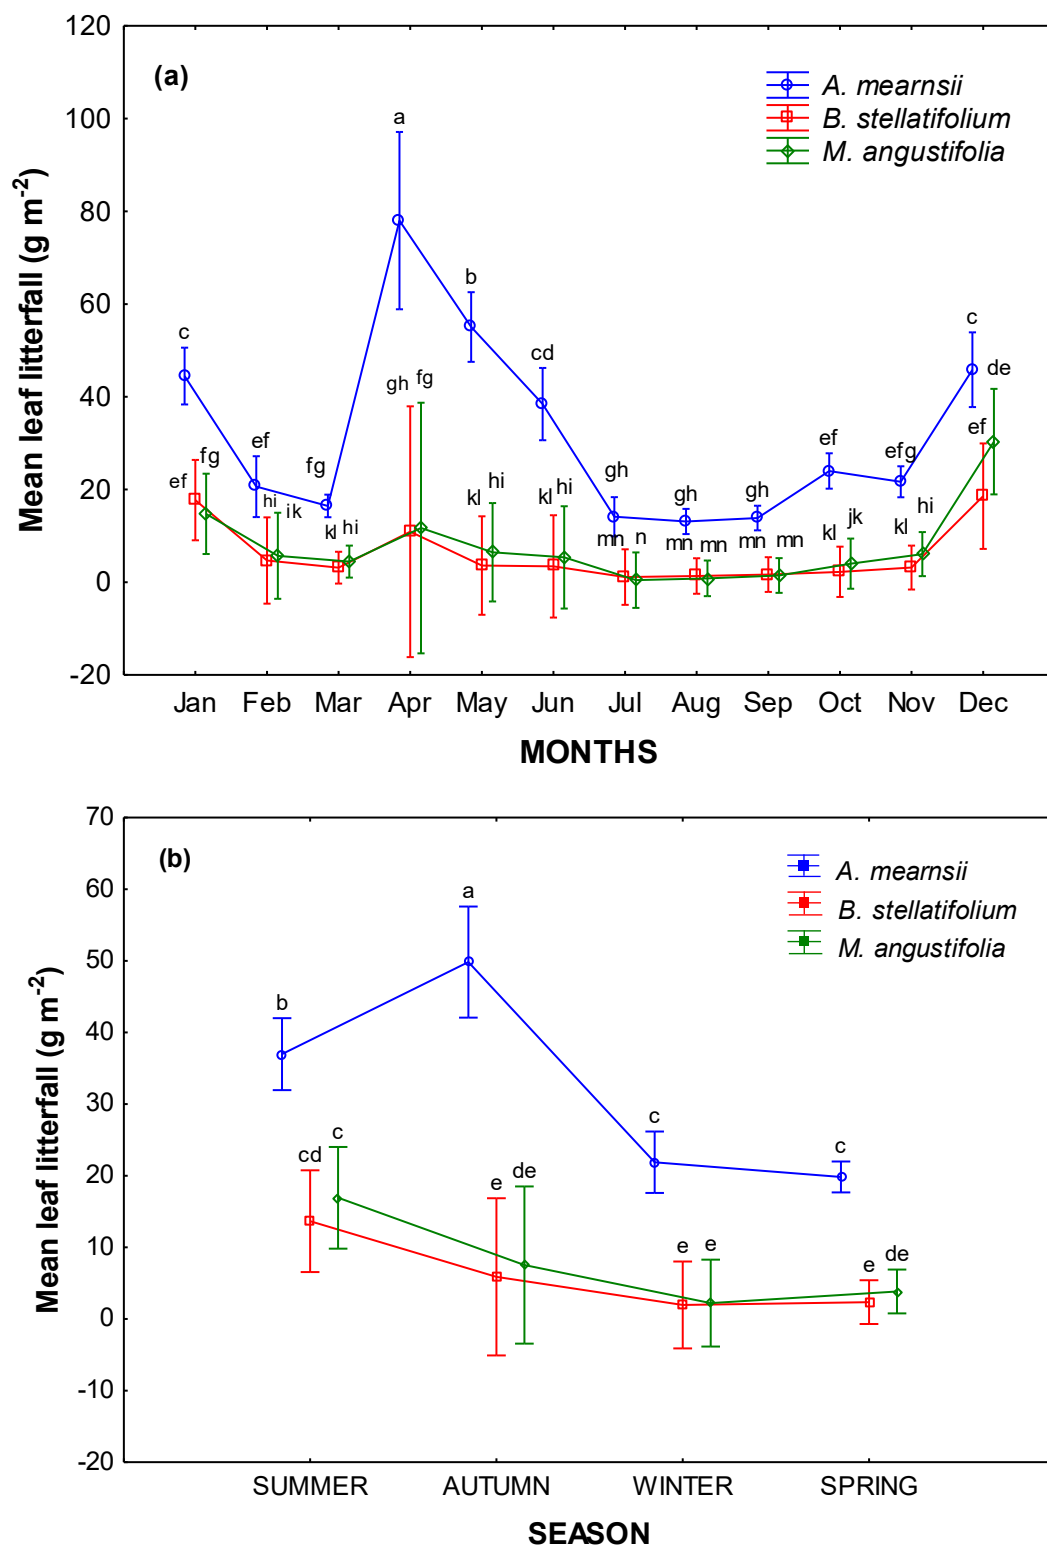 120
100
80
60
40
20
0
-20
Mean leaf litterfall (g m-2)
(a)
A. mearnsii
B. stellatifolium
M. angustifolia
a
b
c
cd
c
de
gh fg
ef
fg
ef
hi
ik
fg
kl hi
kl
hi
kl
hi
gh
mn n
gh
mn mn
gh
mn mn
ef
kl
jk
efg
kl
hi
ef
Jan Feb Mar Apr May Jun Jul Aug Sep Oct Nov Dec
MONTHS
70
60
50
40
30
20
10
0
-10
-20
Mean leaf litterfall (g m-2)
(b)
A. mearnsii
B. stellatifolium
M. angustifolia
a
b
c
c
cd
c
e
de
e e
e
de
SUMMER AUTUMN WINTER SPRING
SEASON